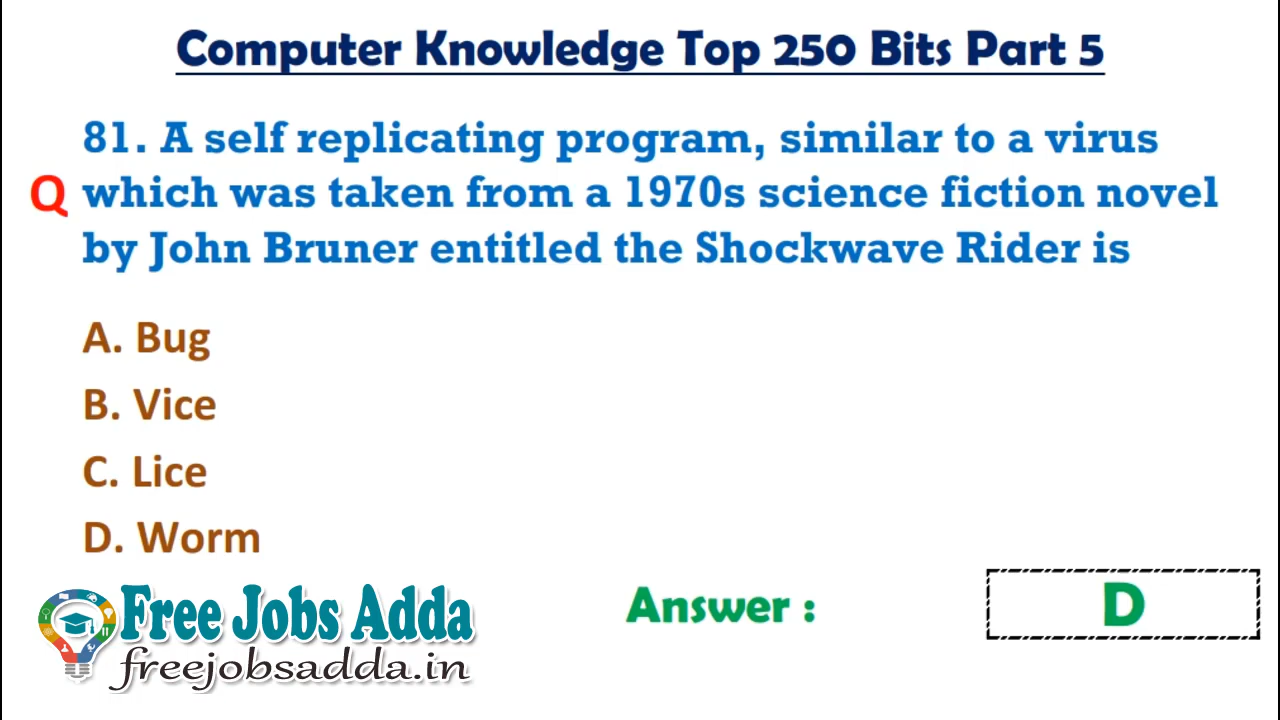 Computer Knowledge Top 250 Bits Part 5
81. A self replicating program, similar to a virus
Q which was taken from a 1970s science fiction novel
by John Bruner entitled the Shockwave Rider is
A. Bug
B. Vice
C. Lice
D. Worm
Free Jobs Adda
freejobsadda.in
Answer :
D